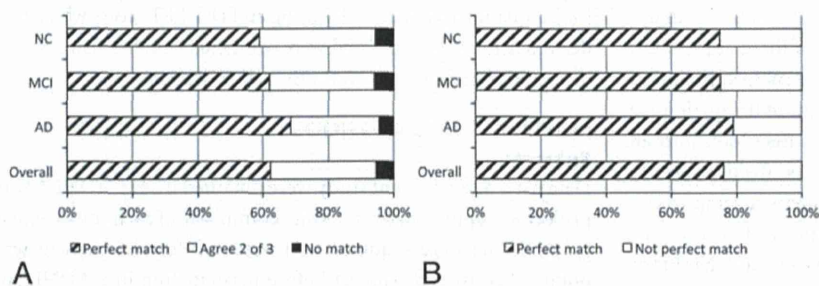 NC
MCI
AD
Overall
0% 20% 40% 60% 80% 100%
Perfect match Agree 2 of 3 No match
A
NC
MCI
AD
Overall
0% 20% 40% 60% 80% 100%
Perfect match Not perfect match
B